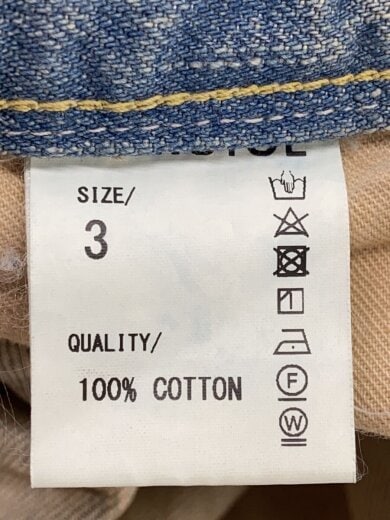 SIZE/
3
QUALITY/
100% COTTON
F
W